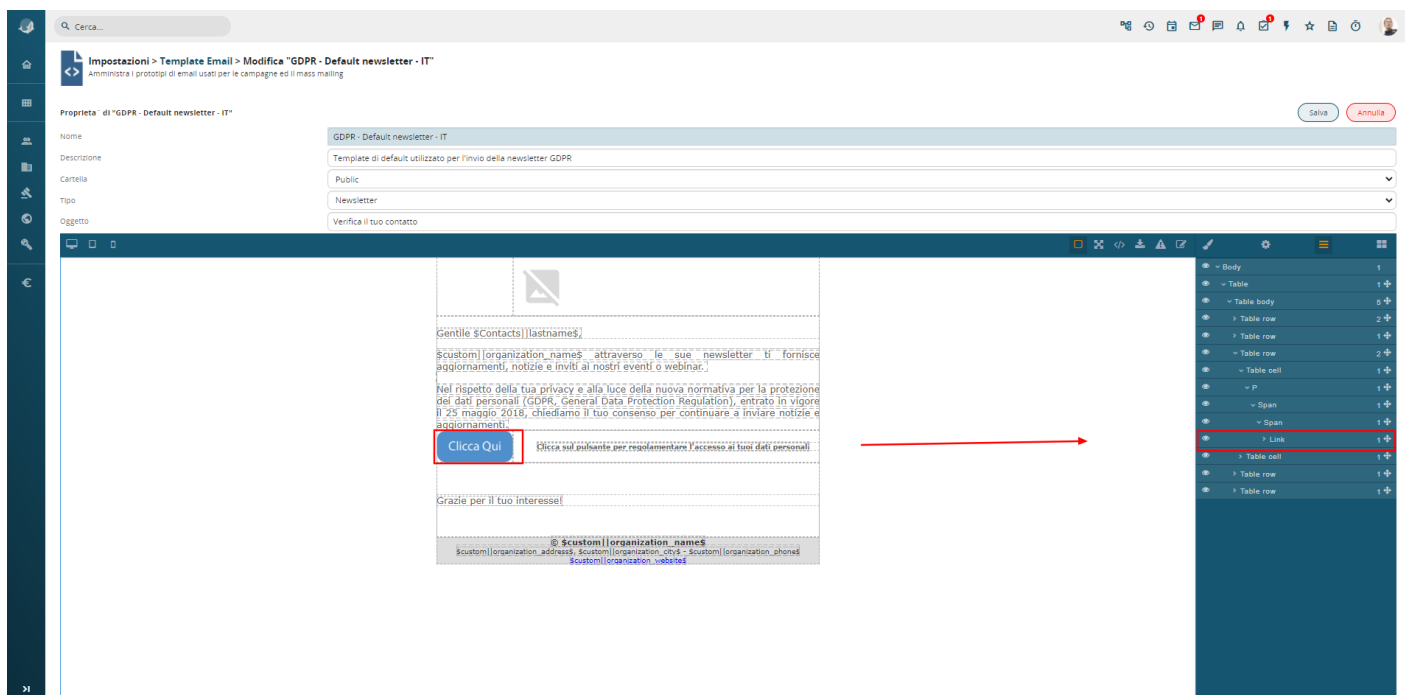 Cerca...
Impostazioni > Template Email > Modifica "GDPR - Default newsletter - IT"
Amministra i prototipi di email usati per le campagne ed il mass mailing
Proprieta` di "GDPR - Default newsletter - IT"
Salva
Annulla
Nome
GDPR - Default newsletter - IT
Descrizione
Template di default utilizzato per l'invio della newsletter GDPR
Cartella
Public
Tipo
Newsletter
Oggetto
Verifica il tuo contatto
Body 1
Table 1
Table body 5
Table row 2
Table row 1
Table row 2
Table cell 1
P 1
Span 1
Span 1
Link 1
Table cell 1
Table row 1
Table row 1
Gentile $Contacts||lastname$,
$custom||organization_name$ attraverso le sue newsletter ti fornisce
aggiornamenti, notizie e inviti ai nostri eventi o webinar.
Nel rispetto della tua privacy e alla luce della nuova normativa per la protezione
dei dati personali (GDPR, General Data Protection Regulation), entrato in vigore
il 25 maggio 2018, chiediamo il tuo consenso per continuare a inviare notizie e
aggiornamenti.
Clicca Qui
Clicca sul pulsante per regolamentare l'accesso ai tuoi dati personali
Grazie per il tuo interesse!
© $custom||organization_name$
$custom||organization_address$, $custom||organization_city$ - $custom||organization_phone$
$custom||organization_website$